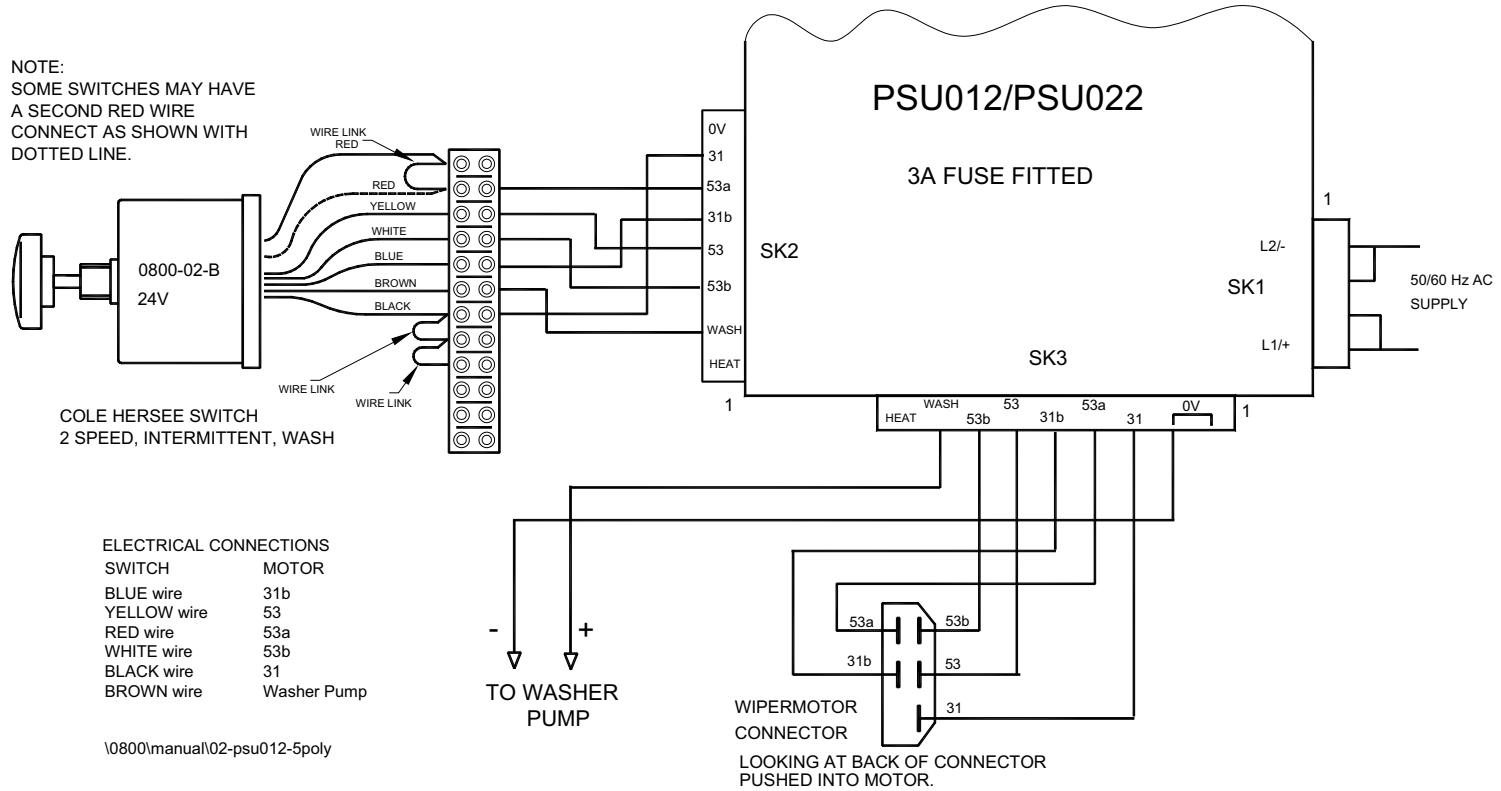 NOTE:
SOME SWITCHES MAY HAVE
A SECOND RED WIRE
CONNECT AS SHOWN WITH
DOTTED LINE.
WIRE LINK
RED
RED
YELLOW
WHITE
BLUE
BROWN
BLACK
WIRE LINK
WIRE LINK
0800-02-B
24V
COLE HERSEE SWITCH
2 SPEED, INTERMITTENT, WASH
PSU012/PSU022
3A FUSE FITTED
0V
31
53a
31b
53
53b
WASH
HEAT
1
SK2
SK1
SK3
1
L2/-
L1/+
50/60 Hz AC
SUPPLY
HEAT
WASH
53b
53
31b
53a
31
0V
1
ELECTRICAL CONNECTIONS
SWITCH MOTOR
BLUE wire 31b
YELLOW wire 53
RED wire 53a
WHITE wire 53b
BLACK wire 31
BROWN wire Washer Pump
\0800\manual\02-psu012-5poly
- +
TO WASHER
PUMP
53a
53b
31b
53
31
WIPERMOTOR
CONNECTOR
LOOKING AT BACK OF CONNECTOR
PUSHED INTO MOTOR.